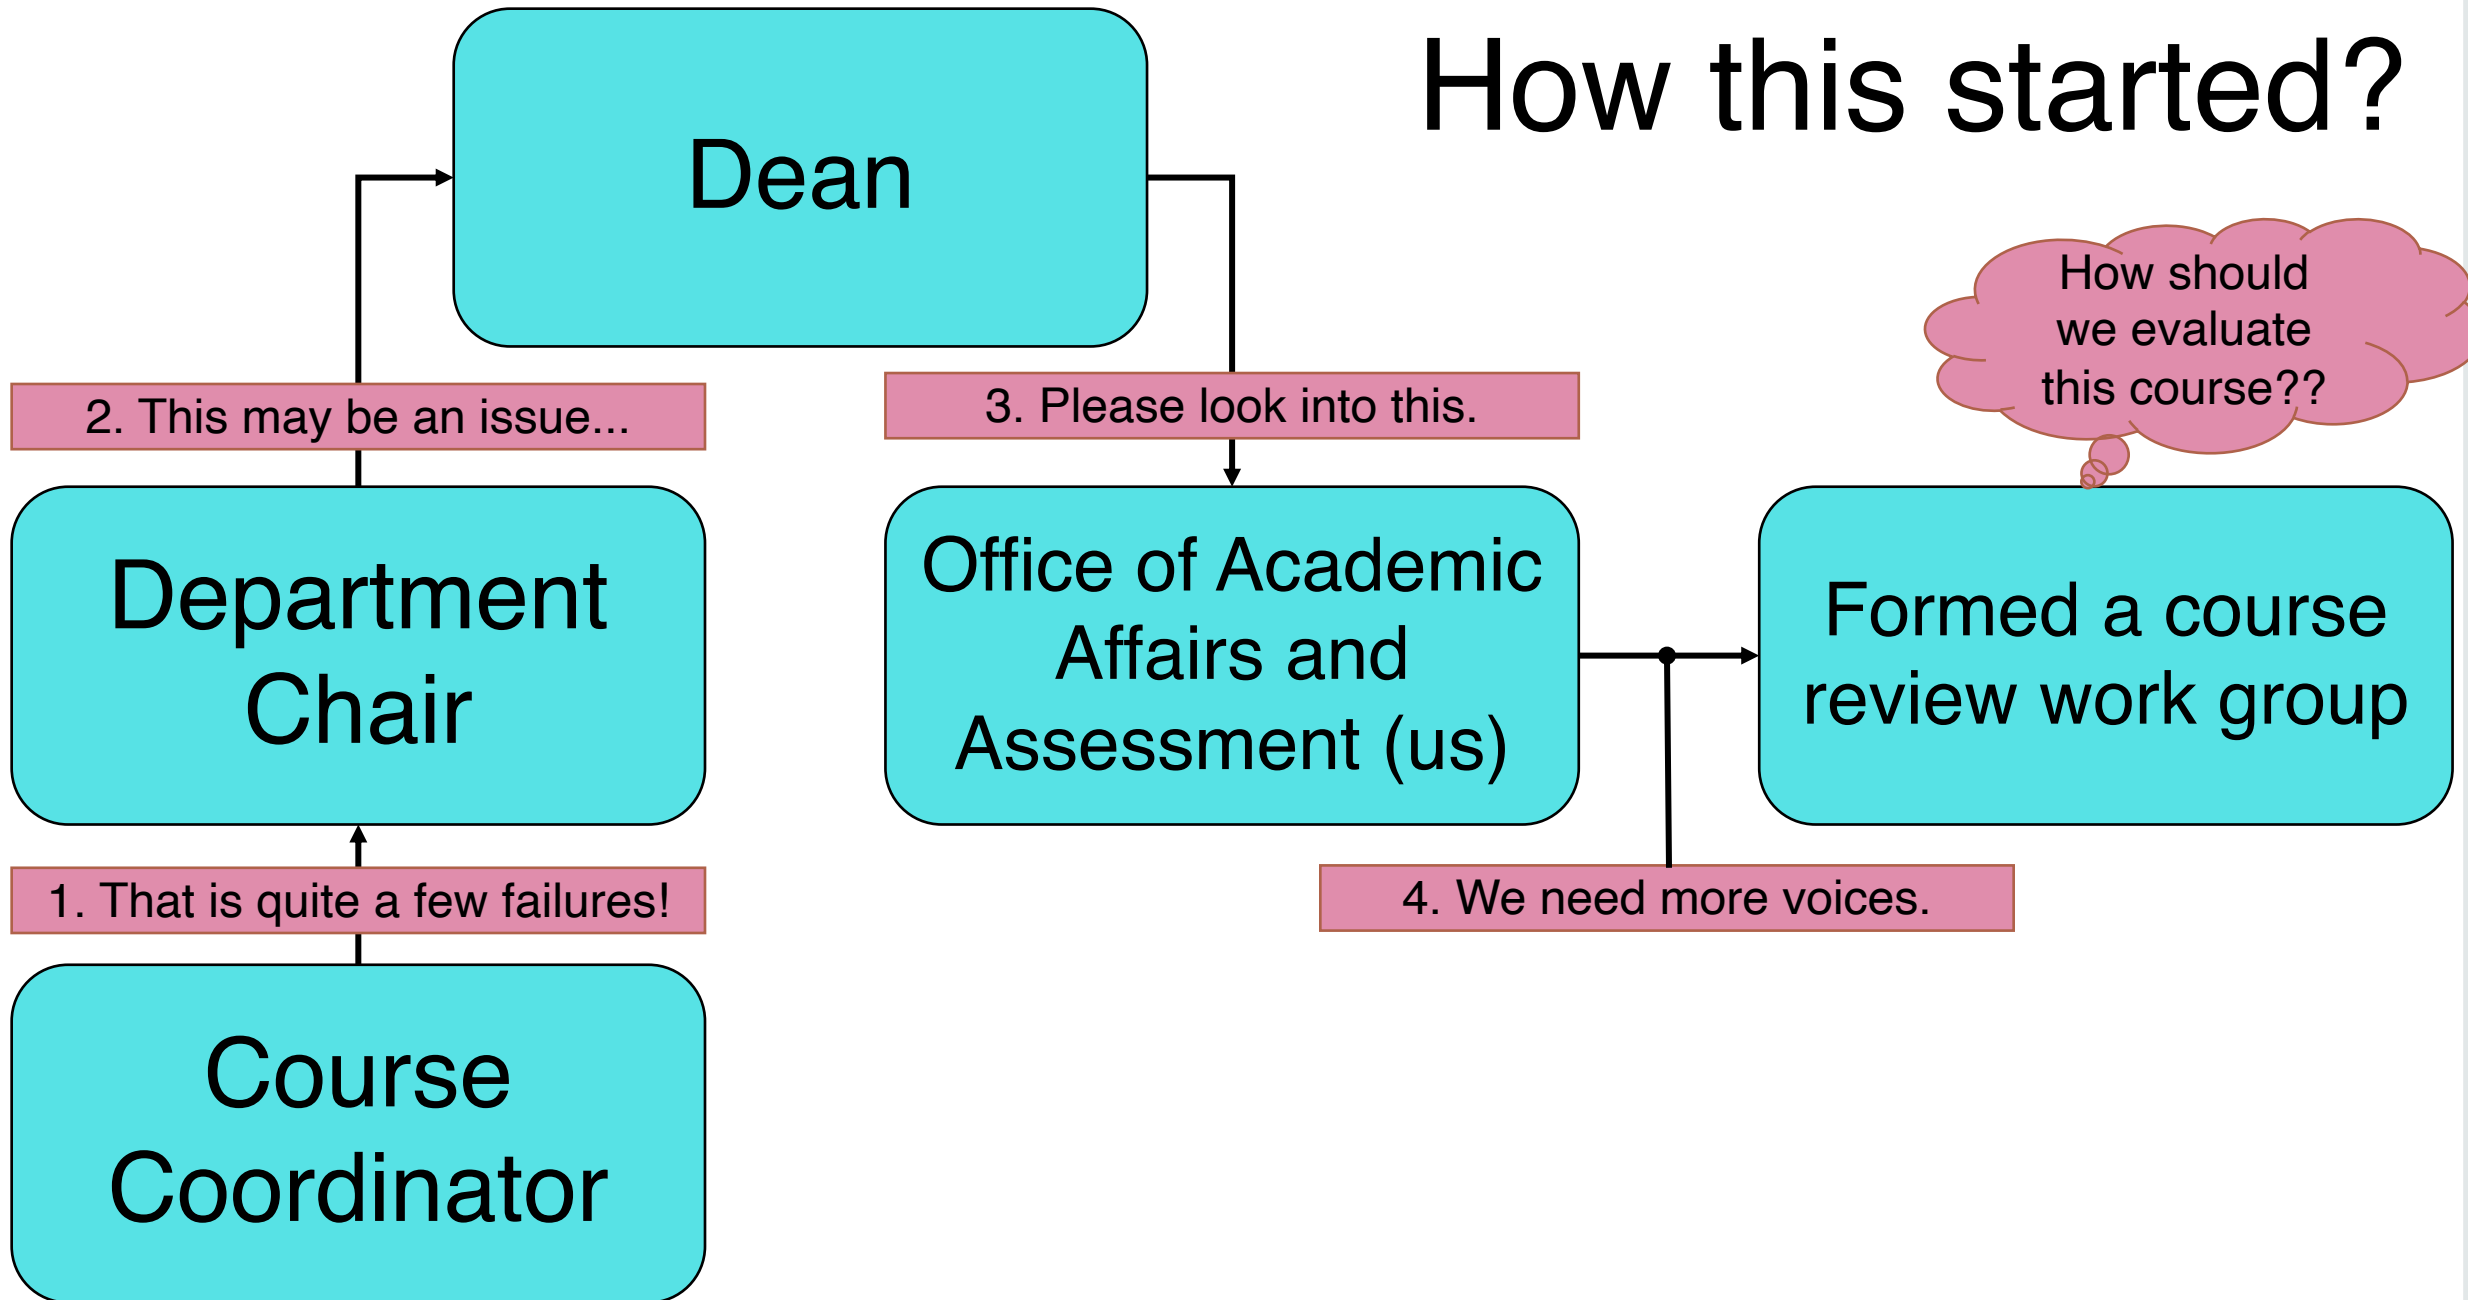 How this started?
Dean
How should
we evaluate
this course??
2. This may be an issue...
3. Please look into this.
Department
Chair
Office of Academic
Affairs and
Assessment (us)
Formed a course
review work group
1. That is quite a few failures!
4. We need more voices.
Course
Coordinator